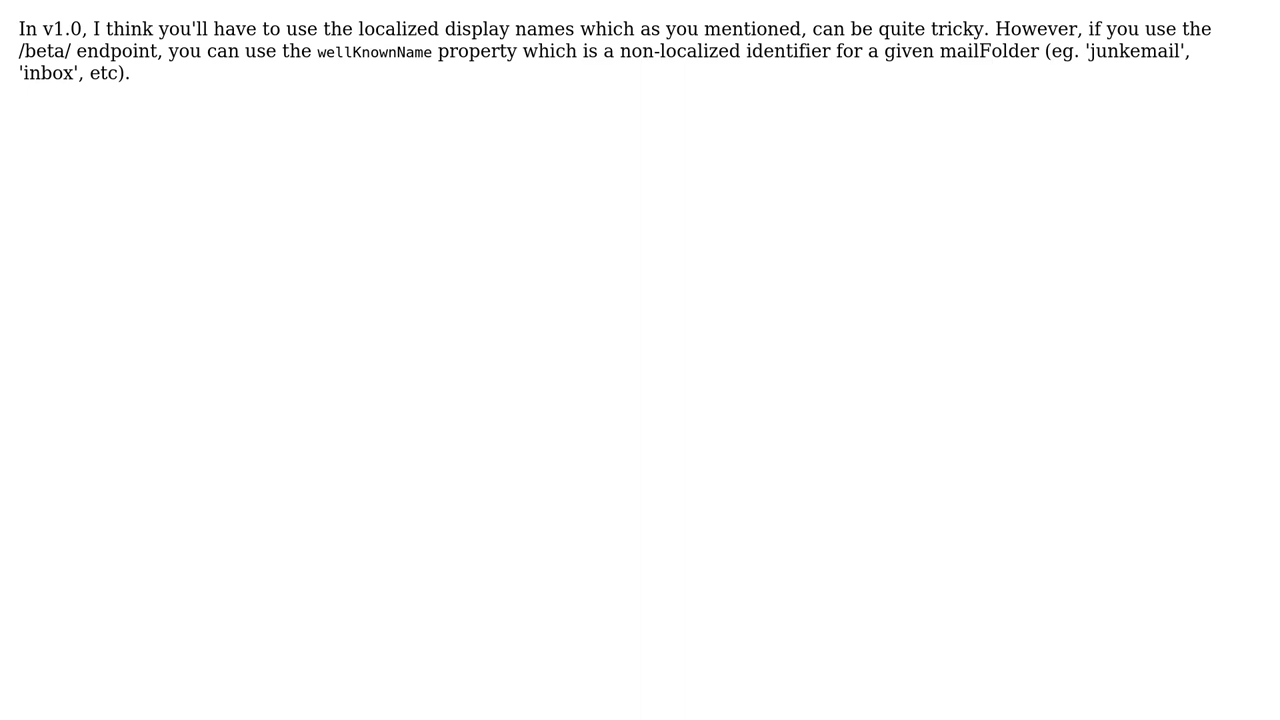 In v1.0, I think you'll have to use the localized display names which as you mentioned, can be quite tricky. However, if you use the
/beta/ endpoint, you can use the wellKnownName property which is a non-localized identifier for a given mailFolder (eg. 'junkemail',
'inbox', etc).